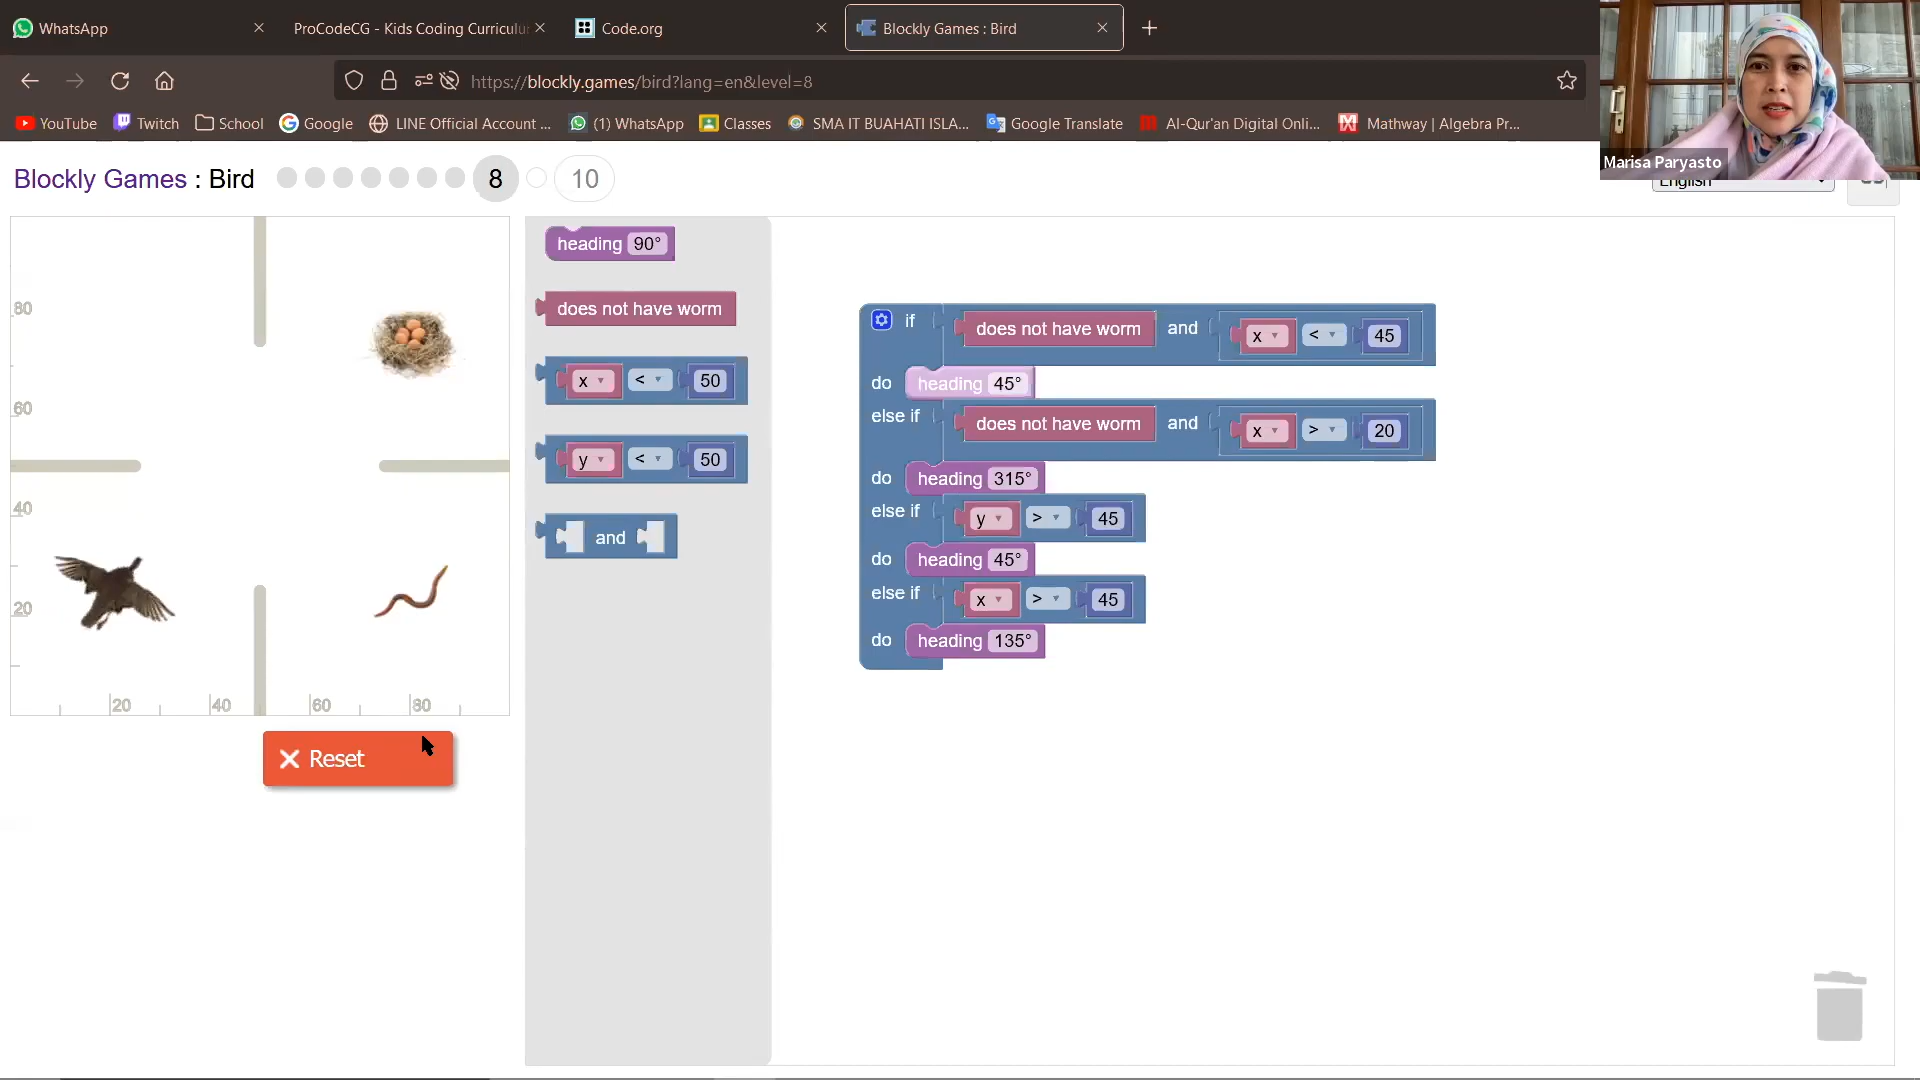 WhatsApp
ProCodeCG - Kids Coding Curriculu
Code.org
Blockly Games : Bird
https://blockly.games/bird?lang=en&level=8
YouTube
Twitch
School
Google
LINE Official Account ...
(1) WhatsApp
Classes
SMA IT BUAHATI ISLA...
Google Translate
Al-Qur'an Digital Onli...
Mathway | Algebra Pr...
Marisa Paryasto
Blockly Games : Bird
8
10
English
80
60
40
20
20
40
60
80
Reset
heading 90°
does not have worm
x < 50
y < 50
and
if does not have worm and x < 45
do heading 45°
else if does not have worm and x > 20
do heading 315°
else if y > 45
do heading 45°
else if x > 45
do heading 135°